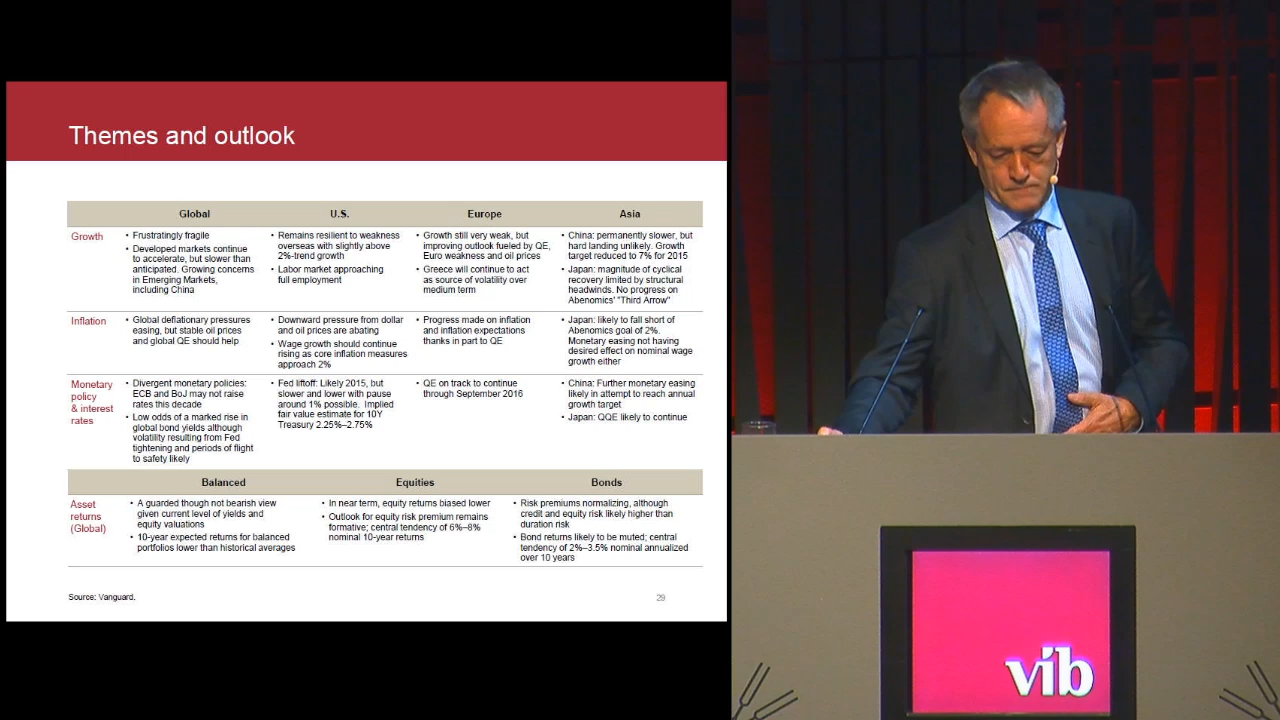 Themes and outlook
Global U.S. Europe Asia
Growth
• Frustratingly fragile
• Developed markets continue
to accelerate, but slower than
anticipated. Growing concerns
in Emerging Markets,
including China
• Remains resilient to weakness
overseas with slightly above
2%-trend growth
• Labor market approaching
full employment
• Growth still very weak, but
improving outlook fueled by QE,
Euro weakness and oil prices
• Greece will continue to act
as source of volatility over
medium term
• China: permanently slower, but
hard landing unlikely. Growth
target reduced to 7% for 2015
• Japan: magnitude of cyclical
recovery limited by structural
headwinds. No progress on
Abenomics' "Third Arrow"
Inflation
• Global deflationary pressures
easing, but stable oil prices
and global QE should help
• Downward pressure from dollar
and oil prices are abating
• Wage growth should continue
rising as core inflation measures
approach 2%
• Progress made on inflation
and inflation expectations
thanks in part to QE
• Japan: likely to fall short of
Abenomics goal of 2%.
Monetary easing not having
desired effect on nominal wage
growth either
Monetary
policy
& interest
rates
• Divergent monetary policies:
ECB and BoJ may not raise
rates this decade
• Low odds of a marked rise in
global bond yields although
volatility resulting from Fed
tightening and periods of flight
to safety likely
• Fed liftoff: Likely 2015, but
slower and lower with pause
around 1% possible. Implied
fair value estimate for 10Y
Treasury 2.25%–2.75%
• QE on track to continue
through September 2016
• China: Further monetary easing
likely in attempt to reach annual
growth target
• Japan: QQE likely to continue
Balanced Equities Bonds
Asset
returns
(Global)
• A guarded though not bearish view
given current level of yields and
equity valuations
• 10-year expected returns for balanced
portfolios lower than historical averages
• In near term, equity returns biased lower
• Outlook for equity risk premium remains
formative; central tendency of 6%–8%
nominal 10-year returns
• Risk premiums normalizing, although
credit and equity risk likely higher than
duration risk
• Bond returns likely to be muted; central
tendency of 2%–3.5% nominal annualized
over 10 years
Source: Vanguard.
29
vib